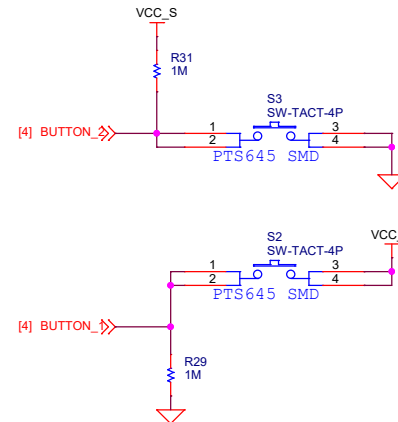 VCC_S
R31
1M
S3
SW-TACT-4P
[4] BUTTON_2
1
2
3
4
PTS645 SMD
S2
SW-TACT-4P
VCC_
1
2
3
4
PTS645 SMD
[4] BUTTON_1
R29
1M